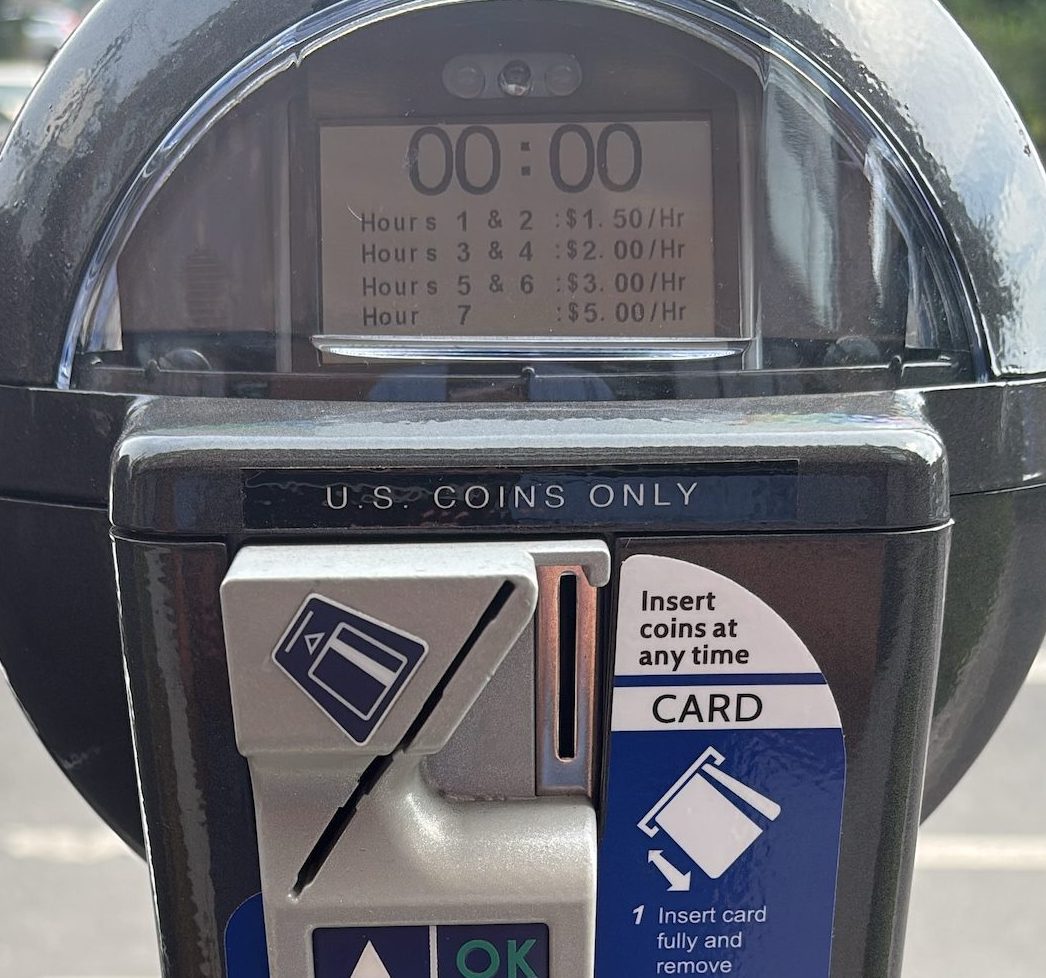 00:00
Hours 1 & 2 :$1.50/Hr
Hours 3 & 4 :$2.00/Hr
Hours 5 & 6 :$3.00/Hr
Hour 7 :$5.00/Hr
U.S. COINS ONLY
Insert
coins at
any time
CARD
1 Insert card
fully and
remove
OK